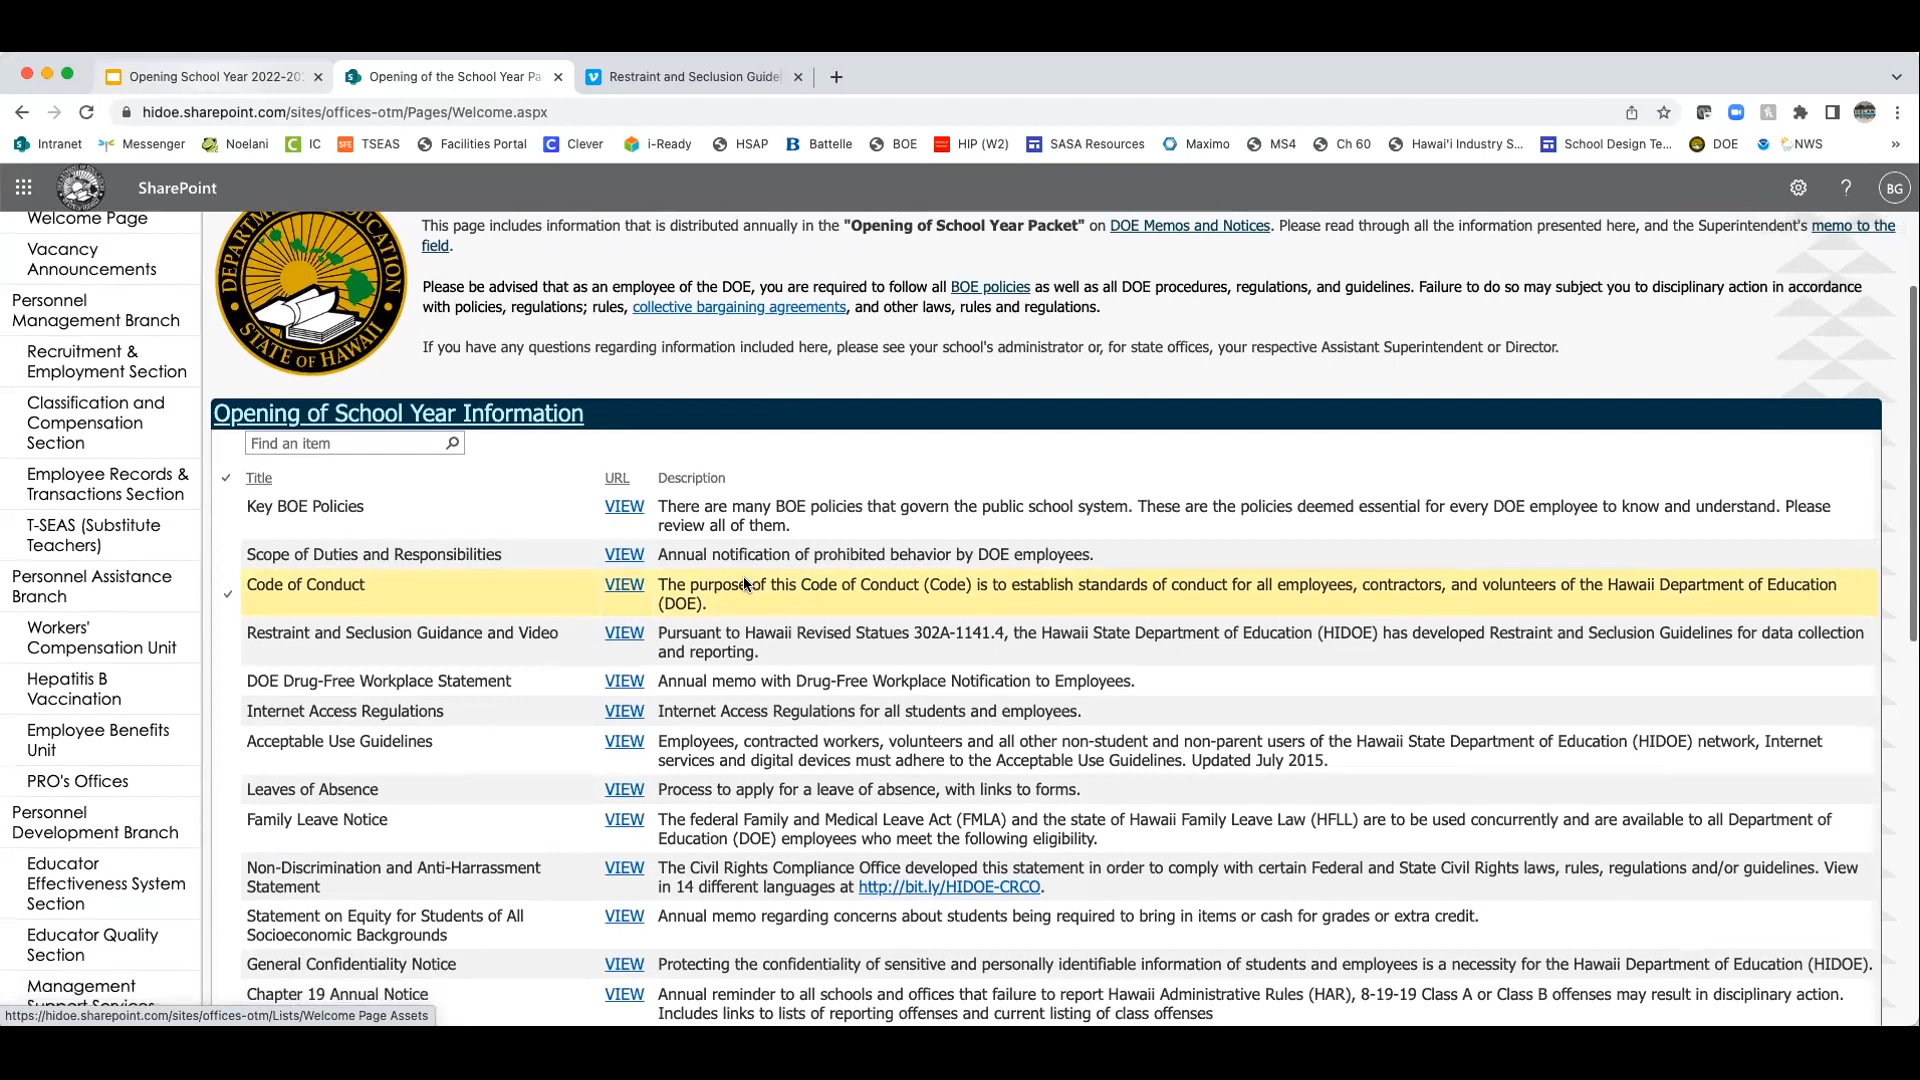 Opening School Year 2022-20
Opening of the School Year Pa
Restraint and Seclusion Guide
hidoe.sharepoint.com/sites/offices-otm/Pages/Welcome.aspx
Intranet
Messenger
Noelani
IC
TSEAS
Facilities Portal
Clever
i-Ready
HSAP
Battelle
BOE
HIP (W2)
SASA Resources
Maximo
MS4
Ch 60
Hawai'i Industry S...
School Design Te...
DOE
NWS
SharePoint
BG
Welcome Page
Vacancy
Announcements
Personnel
Management Branch
Recruitment &
Employment Section
Classification and
Compensation
Section
Employee Records &
Transactions Section
T-SEAS (Substitute
Teachers)
Personnel Assistance
Branch
Workers'
Compensation Unit
Hepatitis B
Vaccination
Employee Benefits
Unit
PRO's Offices
Personnel
Development Branch
Educator
Effectiveness System
Section
Educator Quality
Section
Management
Support Services
DEPARTMENT OF EDUCATION
STATE OF HAWAII
This page includes information that is distributed annually in the "Opening of School Year Packet" on DOE Memos and Notices. Please read through all the information presented here, and the Superintendent's memo to the
field.
Please be advised that as an employee of the DOE, you are required to follow all BOE policies as well as all DOE procedures, regulations, and guidelines. Failure to do so may subject you to disciplinary action in accordance
with policies, regulations; rules, collective bargaining agreements, and other laws, rules and regulations.
If you have any questions regarding information included here, please see your school's administrator or, for state offices, your respective Assistant Superintendent or Director.
Opening of School Year Information
Find an item
Title URL Description
Key BOE Policies VIEW There are many BOE policies that govern the public school system. These are the policies deemed essential for every DOE employee to know and understand. Please
review all of them.
Scope of Duties and Responsibilities VIEW Annual notification of prohibited behavior by DOE employees.
Code of Conduct VIEW The purpose of this Code of Conduct (Code) is to establish standards of conduct for all employees, contractors, and volunteers of the Hawaii Department of Education
(DOE).
Restraint and Seclusion Guidance and Video VIEW Pursuant to Hawaii Revised Statues 302A-1141.4, the Hawaii State Department of Education (HIDOE) has developed Restraint and Seclusion Guidelines for data collection
and reporting.
DOE Drug-Free Workplace Statement VIEW Annual memo with Drug-Free Workplace Notification to Employees.
Internet Access Regulations VIEW Internet Access Regulations for all students and employees.
Acceptable Use Guidelines VIEW Employees, contracted workers, volunteers and all other non-student and non-parent users of the Hawaii State Department of Education (HIDOE) network, Internet
services and digital devices must adhere to the Acceptable Use Guidelines. Updated July 2015.
Leaves of Absence VIEW Process to apply for a leave of absence, with links to forms.
Family Leave Notice VIEW The federal Family and Medical Leave Act (FMLA) and the state of Hawaii Family Leave Law (HFLL) are to be used concurrently and are available to all Department of
Education (DOE) employees who meet the following eligibility.
Non-Discrimination and Anti-Harrassment VIEW The Civil Rights Compliance Office developed this statement in order to comply with certain Federal and State Civil Rights laws, rules, regulations and/or guidelines. View
Statement in 14 different languages at http://bit.ly/HIDOE-CRCO.
Statement on Equity for Students of All VIEW Annual memo regarding concerns about students being required to bring in items or cash for grades or extra credit.
Socioeconomic Backgrounds
General Confidentiality Notice VIEW Protecting the confidentiality of sensitive and personally identifiable information of students and employees is a necessity for the Hawaii Department of Education (HIDOE).
Chapter 19 Annual Notice VIEW Annual reminder to all schools and offices that failure to report Hawaii Administrative Rules (HAR), 8-19-19 Class A or Class B offenses may result in disciplinary action.
Includes links to lists of reporting offenses and current listing of class offenses
https://hidoe.sharepoint.com/sites/offices-otm/Lists/Welcome Page Assets